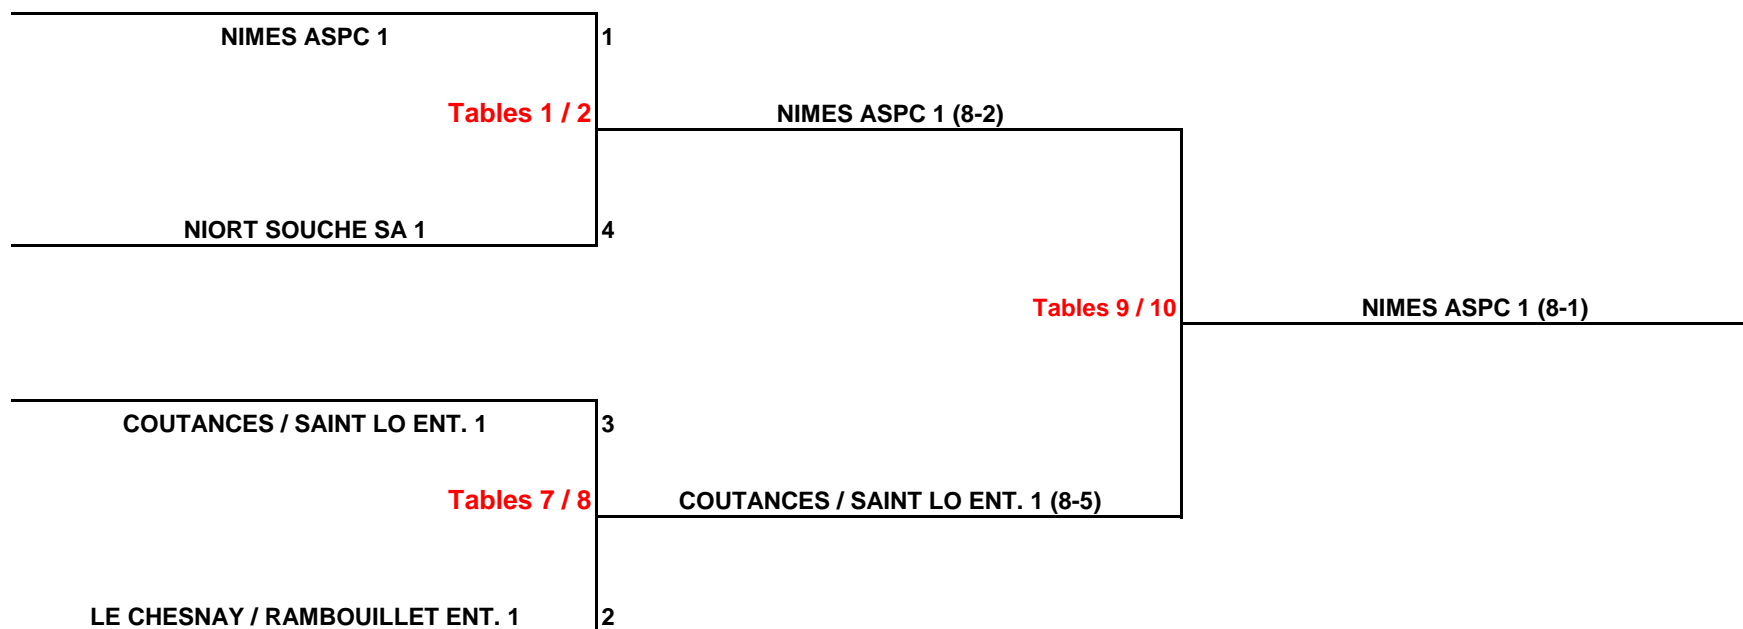 NIMES ASPC 1 1
Tables 1 / 2 NIMES ASPC 1 (8-2)
NIORT SOUCHE SA 1 4
Tables 9 / 10 NIMES ASPC 1 (8-1)
COUTANCES / SAINT LO ENT. 1 3
Tables 7 / 8 COUTANCES / SAINT LO ENT. 1 (8-5)
LE CHESNAY / RAMBOUILLET ENT. 1 2